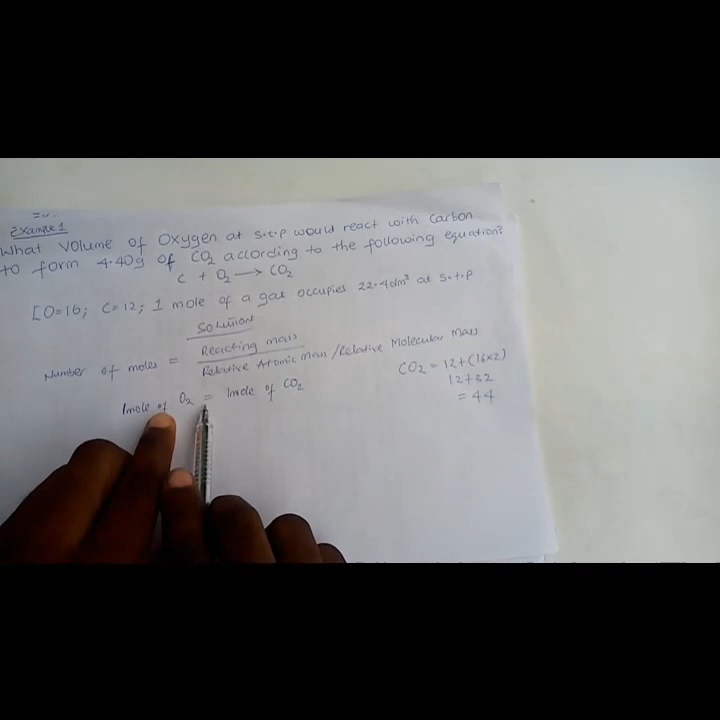 Example 1
What Volume of Oxygen at s.t.p would react with Carbon
to form 4.40g of CO2 according to the following equation?
C + O2 → CO2
[O=16; C=12; 1 mole of a gas occupies 22.4dm3 at s.t.p
SOLUTION
Number of moles = Reacting mass
Relative Atomic Mass /Relative Molecular Mass
CO2 = 12+(16x2)
12+32
= 44
1mole of O2 = 1mole of CO2